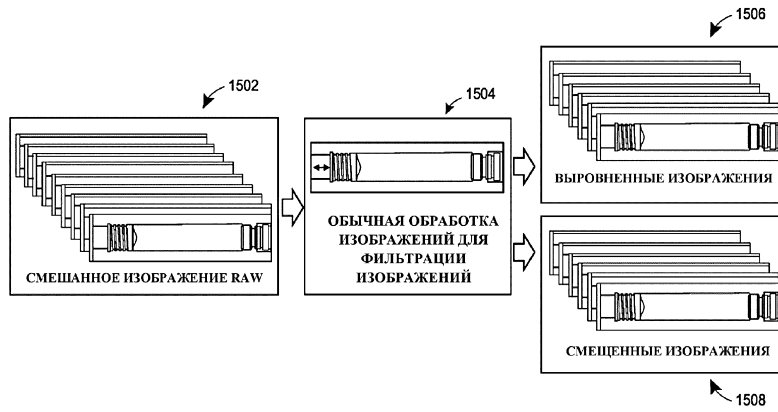 1502
СМЕШАННОЕ ИЗОБРАЖЕНИЕ RAW
1504
ОБЫЧНАЯ ОБРАБОТКА
ИЗОБРАЖЕНИЙ ДЛЯ
ФИЛЬТРАЦИИ
ИЗОБРАЖЕНИЙ
1506
ВЫРОВНЕННЫЕ ИЗОБРАЖЕНИЯ
СМЕЩЕННЫЕ ИЗОБРАЖЕНИЯ
1508